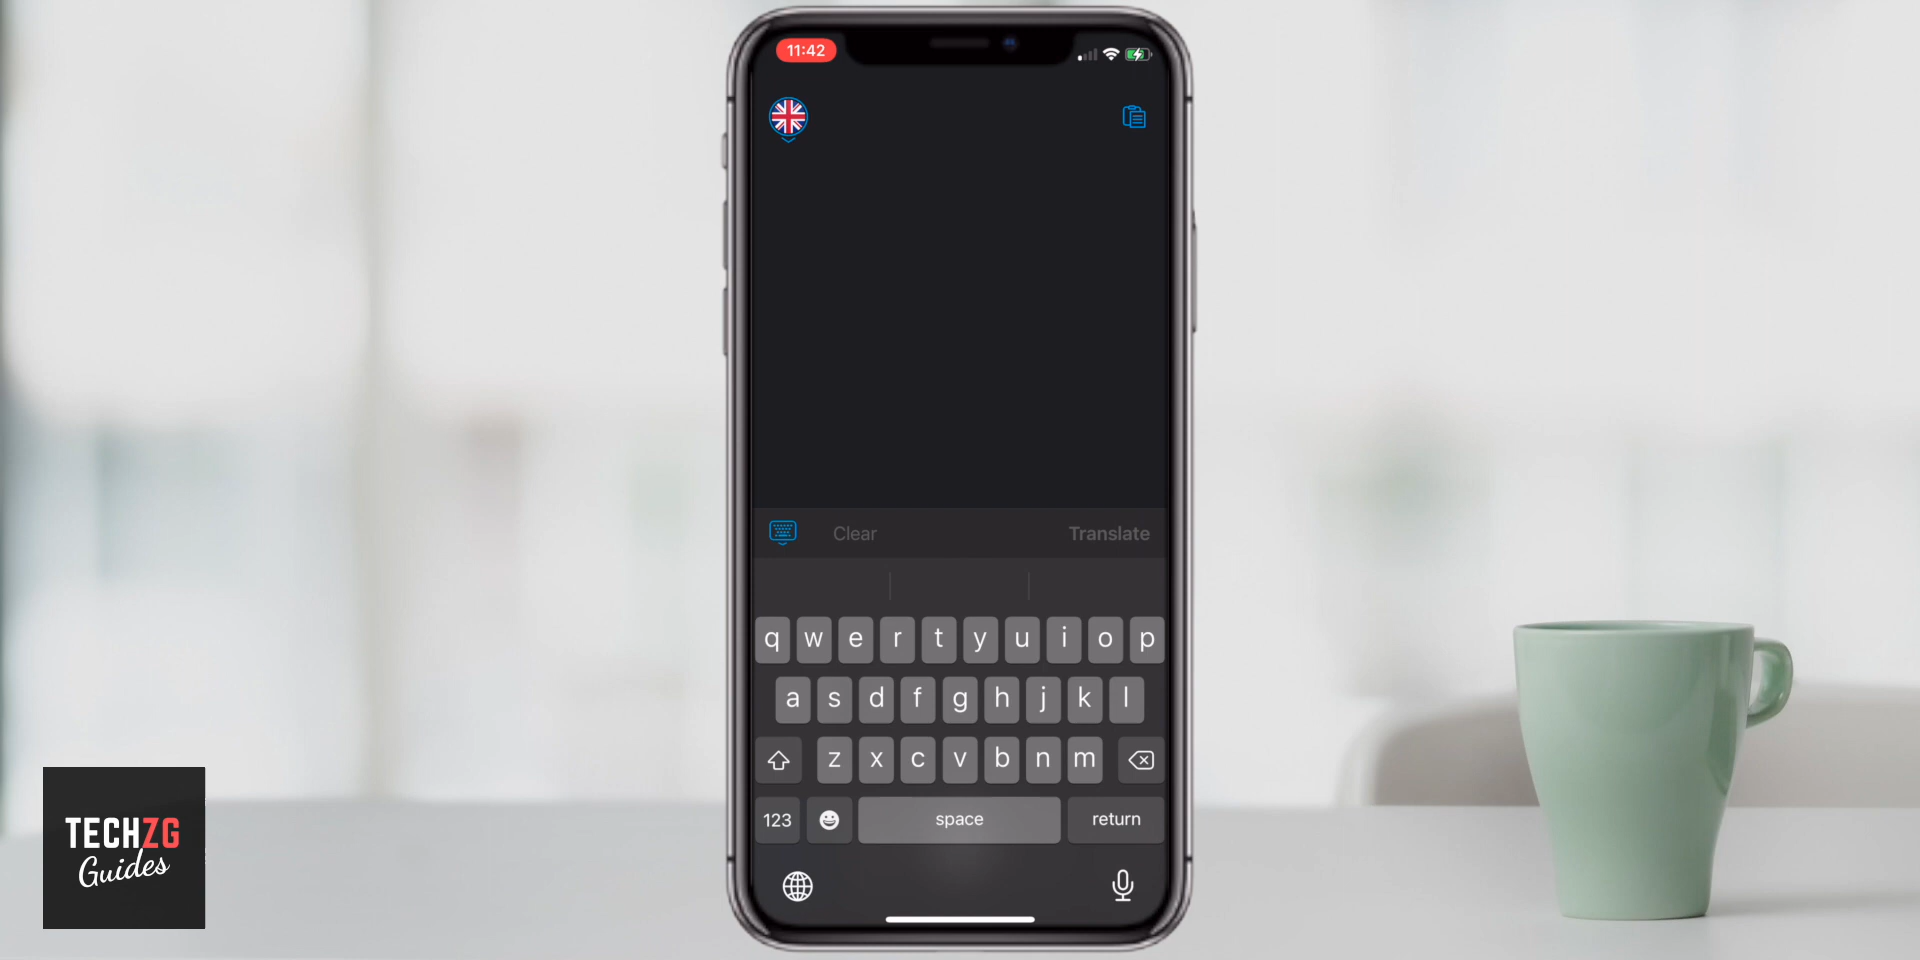 11:42
Clear Translate
q w e r t y u i o p
a s d f g h j k l
z x c v b n m
123 space return
TECHZG
Guides